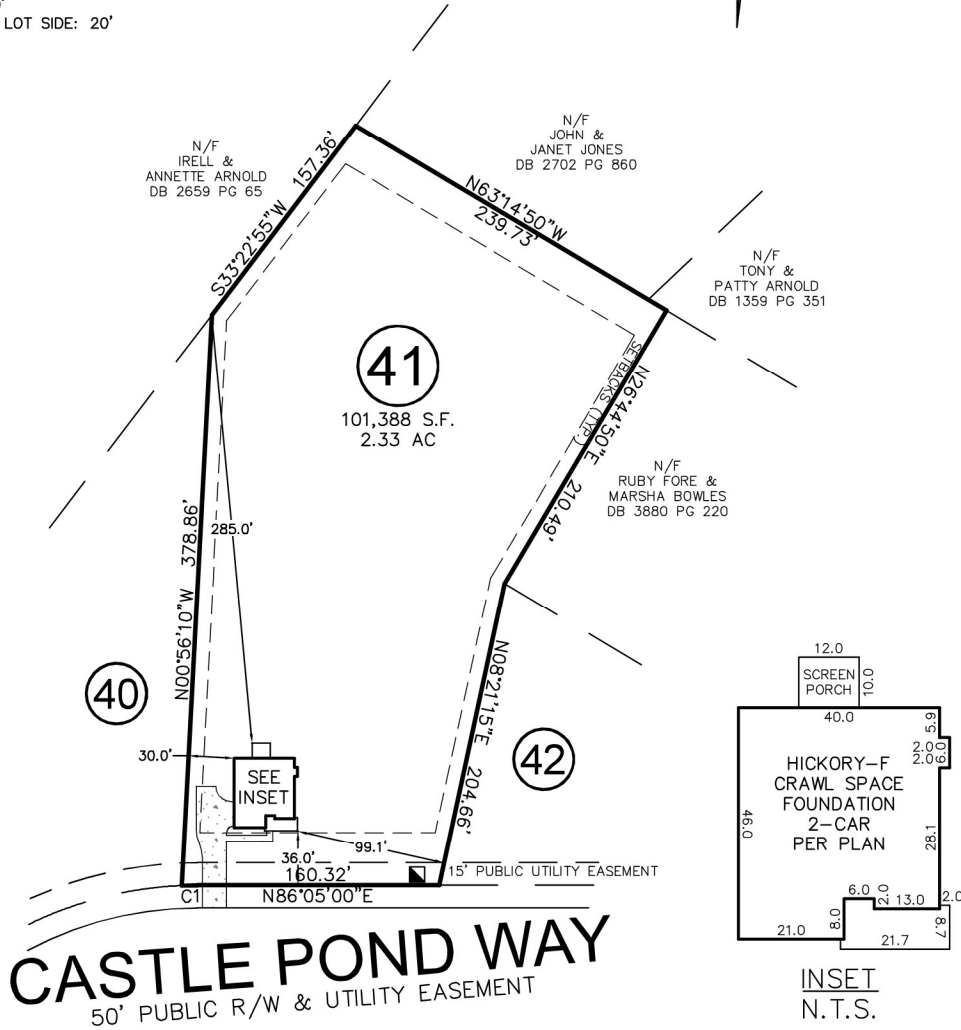 LOT SIDE: 20'
N/F
IRELL &
ANNETTE ARNOLD
DB 2659 PG 65
N/F
JOHN &
JANET JONES
DB 2702 PG 860
S33°22'55"W 157.36'
N63°14'50"W
239.73'
N/F
TONY &
PATTY ARNOLD
DB 1359 PG 351
41
101,388 S.F.
2.33 AC
SETBACKS (TYP.)
N26°44'50"E 210.49'
N/F
RUBY FORE &
MARSHA BOWLES
DB 3880 PG 220
285.0'
N00°56'10"W 378.86'
40
N08°21'15"E 204.66'
42
30.0'
SEE
INSET
99.1'
36.0'
160.32'
15' PUBLIC UTILITY EASEMENT
C1
N86°05'00"E
CASTLE POND WAY
50' PUBLIC R/W & UTILITY EASEMENT
12.0
SCREEN
PORCH
10.0
40.0
5.9
2.0
2.0
6.0
HICKORY-F
CRAWL SPACE
FOUNDATION
2-CAR
PER PLAN
46.0
28.1
6.0
2.0
13.0
2.0
8.0
8.7
21.0
21.7
INSET
N.T.S.